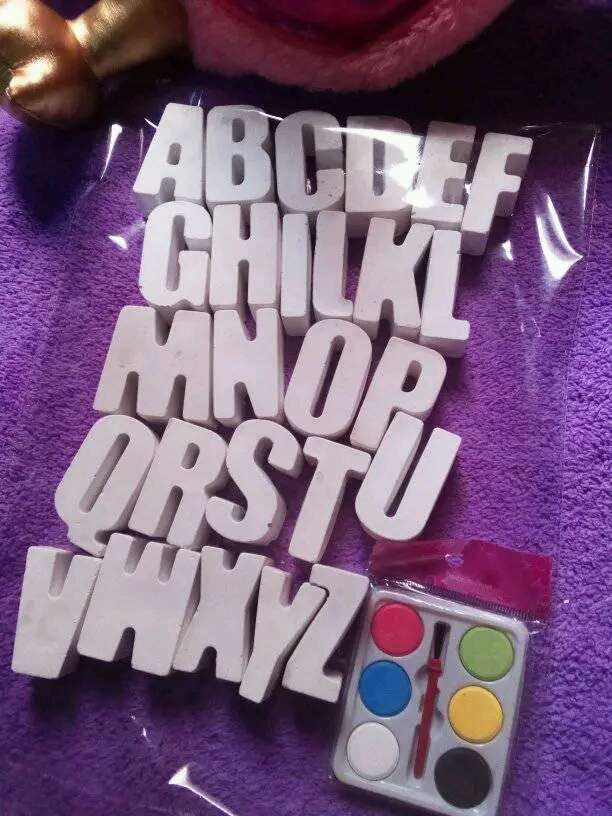 ABCDEF
GHIJKL
MNOP
QRSTU
VWXYZ